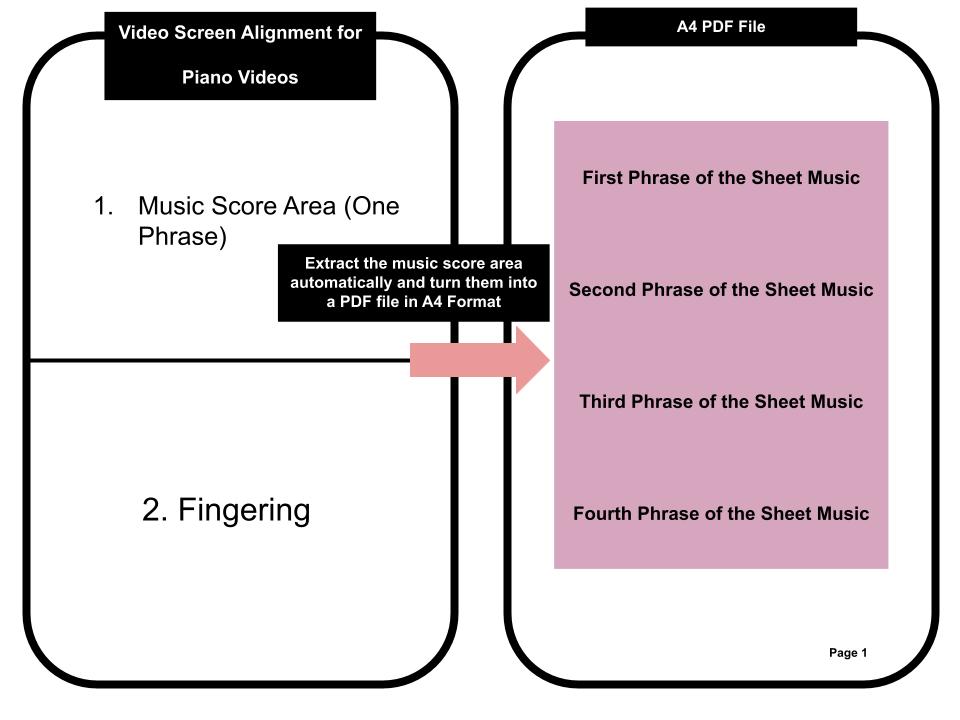 Video Screen Alignment for
Piano Videos
A4 PDF File
1. Music Score Area (One
Phrase)
Extract the music score area
automatically and turn them into
a PDF file in A4 Format
2. Fingering
First Phrase of the Sheet Music
Second Phrase of the Sheet Music
Third Phrase of the Sheet Music
Fourth Phrase of the Sheet Music
Page 1